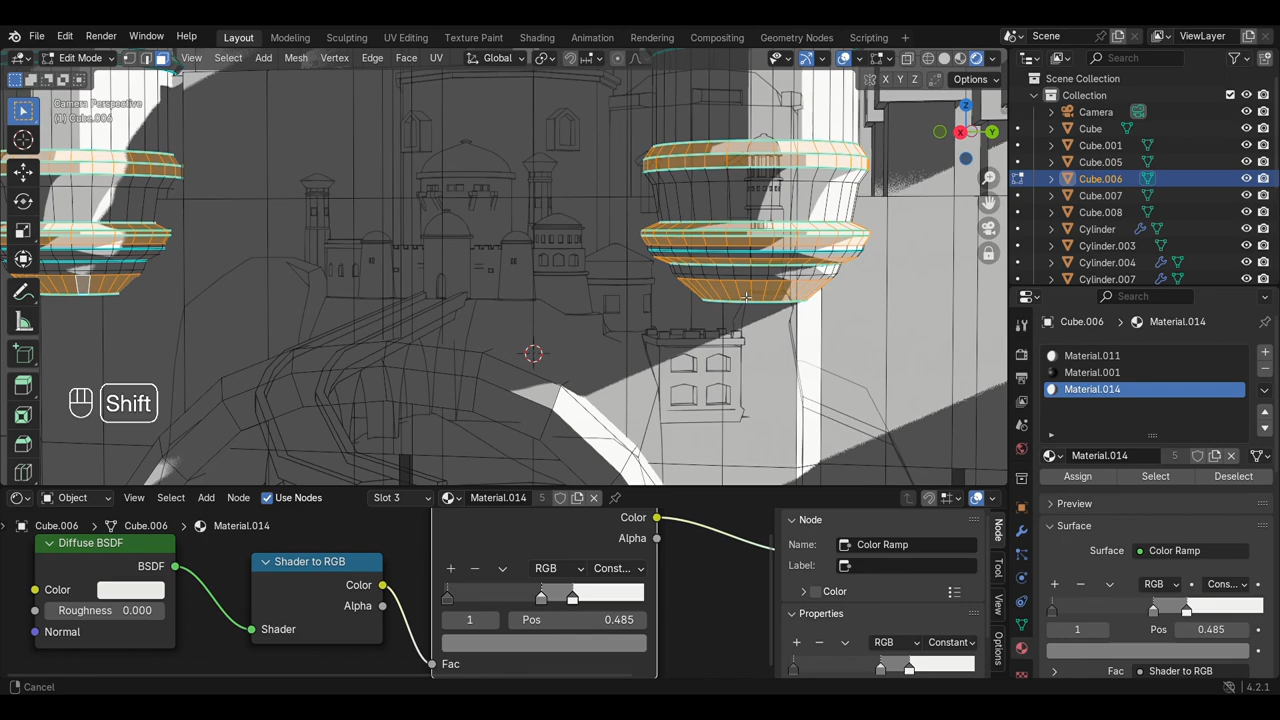 File Edit Render Window Help Layout Modeling Sculpting UV Editing Texture Paint Shading Animation Rendering Compositing Geometry Nodes Scripting Scene ViewLayer
Edit Mode View Select Add Mesh Vertex Edge Face UV Global Search
X Y Z Options
Camera Perspective
(1) Cube.006
Z
X Y
Scene Collection
Collection
Camera
Cube
Cube.001
Cube.005
Cube.006
Cube.007
Cube.008
Cylinder
Cylinder.003
Cylinder.004
Cylinder.007
Search
Cube.006 Material.014
Material.011
Material.001
Material.014
Shift
Material.014 5
Assign Select Deselect
Preview
Surface
Surface Color Ramp
RGB Cons...
1 Pos 0.485
Fac Shader to RGB
Object View Select Add Node Use Nodes Slot 3 Material.014 5
Cube.006 Cube.006 Material.014
Diffuse BSDF
BSDF
Color
Roughness 0.000
Normal
Shader to RGB
Color
Alpha
Shader
Color
Alpha
RGB Const...
1 Pos 0.485
Fac
Node
Name: Color Ramp
Label:
Color
Properties
RGB Constant
Node
Tool
View
Options
Cancel 4.2.1